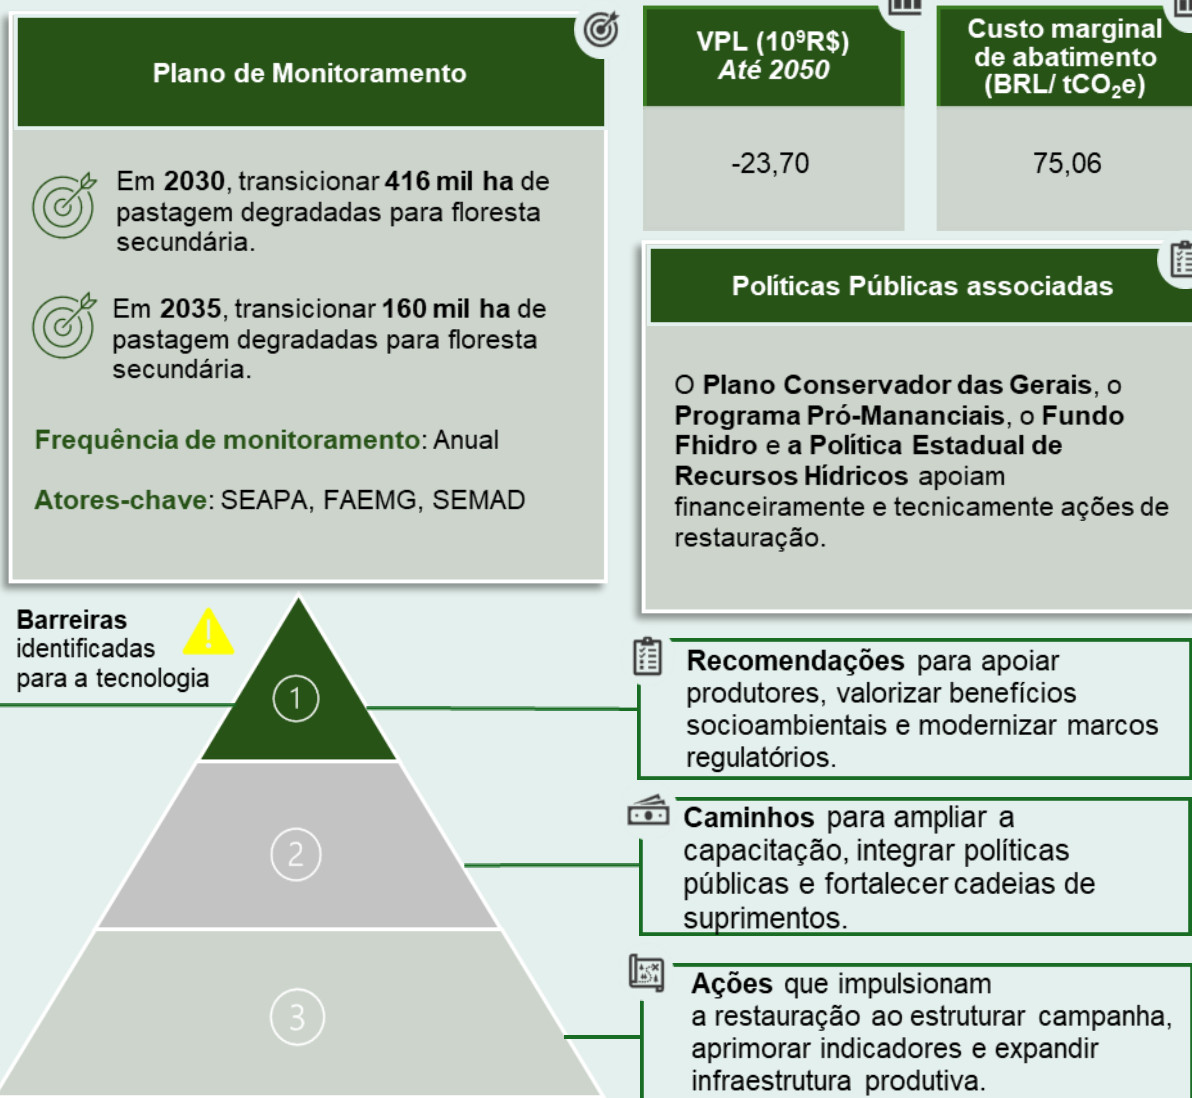 Plano de Monitoramento
Em 2030, transicionar 416 mil ha de
pastagem degradadas para floresta
secundária.
Em 2035, transicionar 160 mil ha de
pastagem degradadas para floresta
secundária.
Frequência de monitoramento: Anual
Atores-chave: SEAPA, FAEMG, SEMAD
VPL (10⁹R$)
Até 2050
-23,70
Custo marginal
de abatimento
(BRL/ tCO₂e)
75,06
Políticas Públicas associadas
O Plano Conservador das Gerais, o
Programa Pró-Mananciais, o Fundo
Fhidro e a Política Estadual de
Recursos Hídricos apoiam
financeiramente e tecnicamente ações de
restauração.
Barreiras
identificadas
para a tecnologia
!
1
2
3
Recomendações para apoiar
produtores, valorizar benefícios
socioambientais e modernizar marcos
regulatórios.
Caminhos para ampliar a
capacitação, integrar políticas
públicas e fortalecer cadeias de
suprimentos.
Ações que impulsionam
a restauração ao estruturar campanha,
aprimorar indicadores e expandir
infraestrutura produtiva.